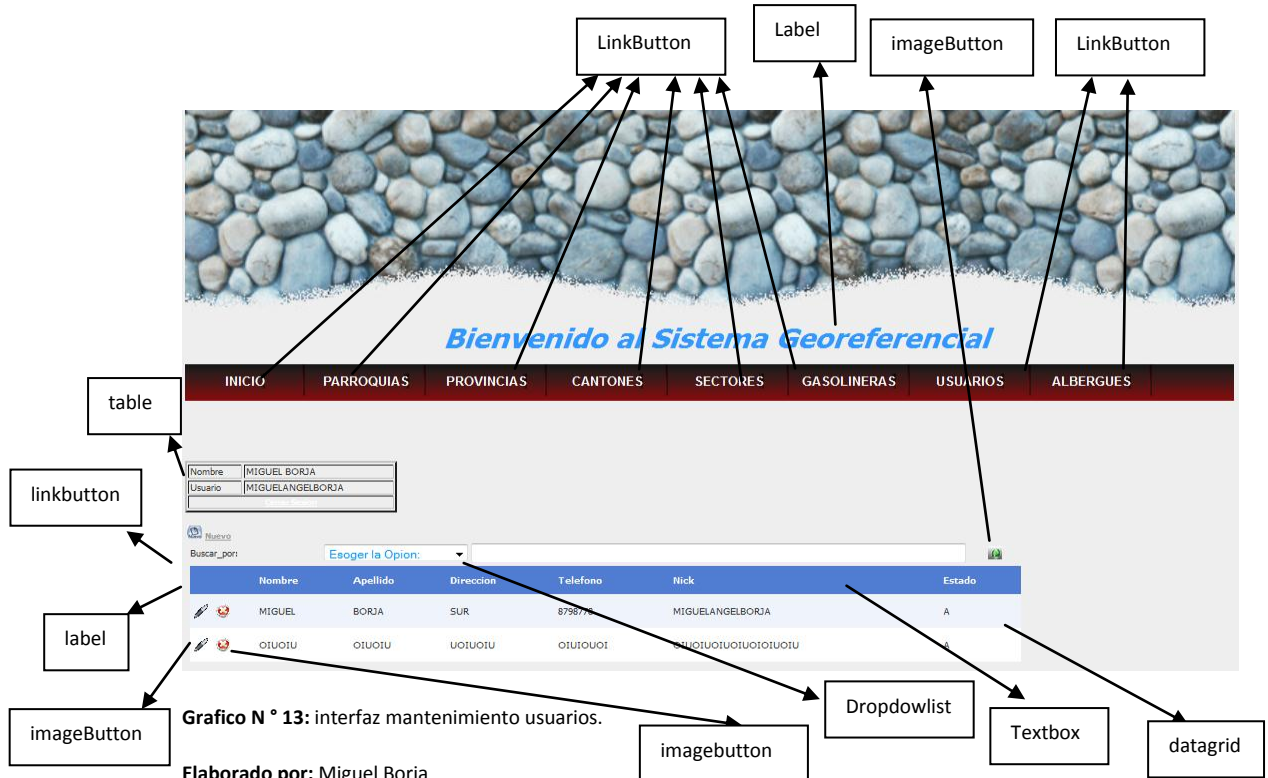 LinkButton
Label
imageButton
LinkButton
Bienvenido al Sistema Georeferencial
INICIO PARROQUIAS PROVINCIAS CANTONES SECTORES GASOLINERAS USUARIOS ALBERGUES
table
Nombre MIGUEL BORJA
Usuario MIGUELANGELBORJA
linkbutton
Nuevo
Buscar_por: Esoger la Opion:
Nombre Apellido Direccion Telefono Nick Estado
MIGUEL BORJA SUR MIGUELANGELBORJA A
OIUOIU OIUOIU UOIUOIU OIUIOUOI A
label
imageButton
Grafico N ° 13: interfaz mantenimiento usuarios.
Dropdowlist
Textbox
datagrid
imagebutton
Elaborado por: Miguel Borja